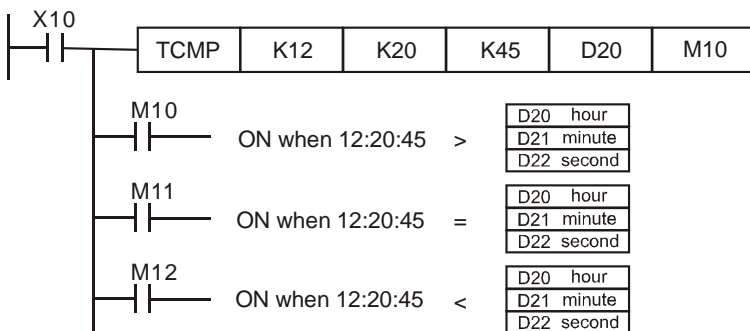 X10
TCMP K12 K20 K45 D20 M10
M10
ON when 12:20:45 >
D20 hour
D21 minute
D22 second
M11
ON when 12:20:45 =
D20 hour
D21 minute
D22 second
M12
ON when 12:20:45 <
D20 hour
D21 minute
D22 second